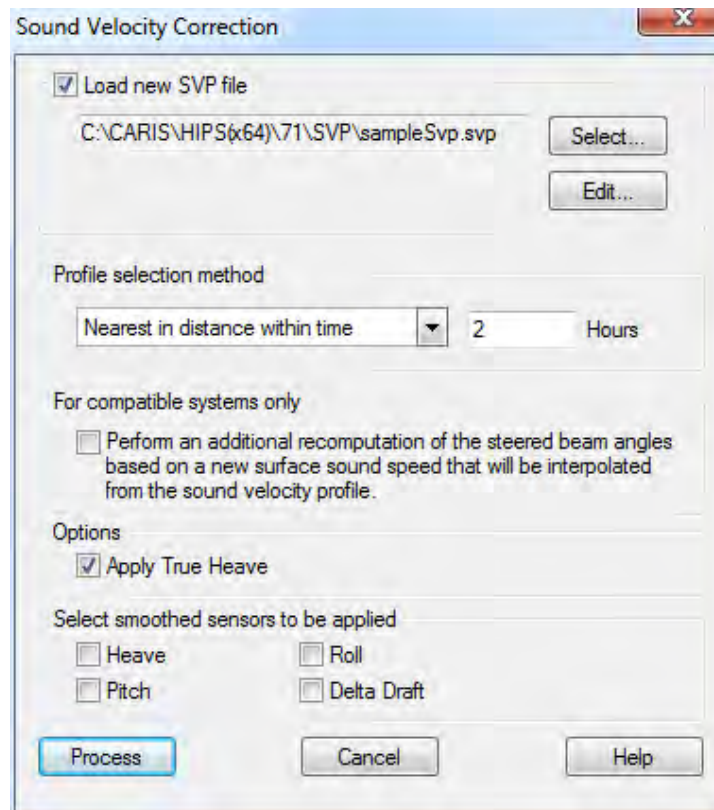 Sound Velocity Correction
Load new SVP file
C:\CARIS\HIPS(x64)\71\SVP\sampleSvp.svp
Select...
Edit...
Profile selection method
Nearest in distance within time
2
Hours
For compatible systems only
Perform an additional recomputation of the steered beam angles
based on a new surface sound speed that will be interpolated
from the sound velocity profile.
Options
Apply True Heave
Select smoothed sensors to be applied
Heave
Roll
Pitch
Delta Draft
Process
Cancel
Help